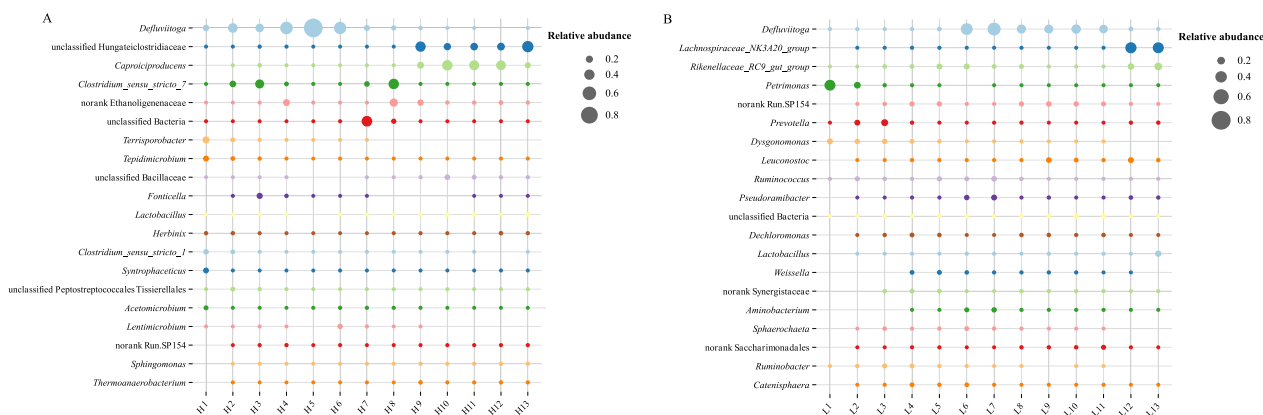 A
Defluviitoga
unclassified Hungateiclostridiaceae
Caproiciproducens
Clostridium_sensu_stricto_7
norank Ethanoligenenaceae
unclassified Bacteria
Terrisporobacter
Tepidimicrobium
unclassified Bacillaceae
Fonticella
Lactobacillus
Herbinix
Clostridium_sensu_stricto_1
Syntrophaceticus
unclassified Peptostreptococcales Tissierellales
Acetomicrobium
Lentimicrobium
norank Run.SP154
Sphingomonas
Thermoanaerobacterium
H1 H2 H3 H4 H5 H6 H7 H8 H9 H10 H11 H12 H13
Relative abudance
0.2
0.4
0.6
0.8
B
Defluviitoga
Lachnospiraceae_NK3A20_group
Rikenellaceae_RC9_gut_group
Petrimonas
norank Run.SP154
Prevotella
Dysgonomonas
Leuconostoc
Ruminococcus
Pseudoramibacter
unclassified Bacteria
Dechloromonas
Lactobacillus
Weissella
norank Synergistaceae
Aminobacterium
Sphaerochaeta
norank Saccharimonadales
Ruminobacter
Catenisphaera
L1 L2 L3 L4 L5 L6 L7 L8 L9 L10 L11 L12 L13
Relative abudance
0.2
0.4
0.6
0.8